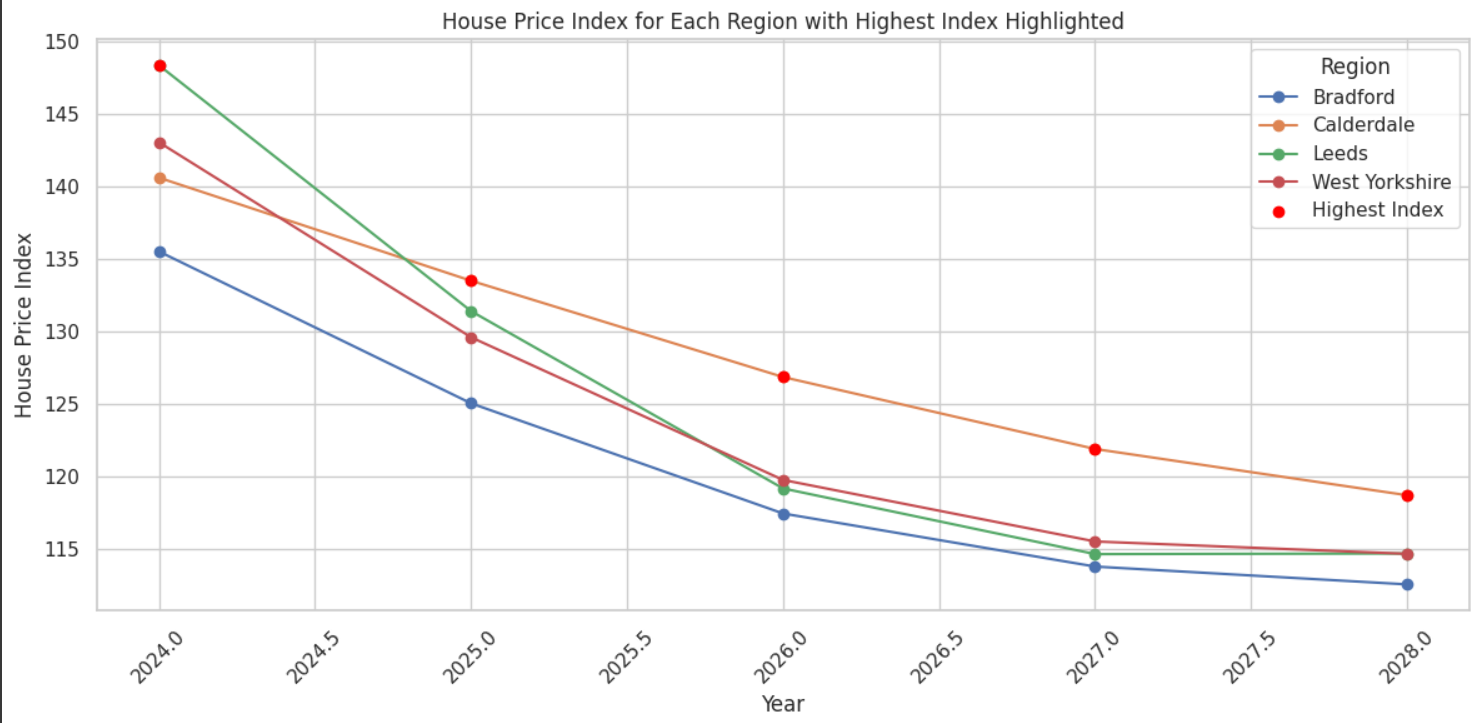 House Price Index for Each Region with Highest Index Highlighted
150
145
140
135
130
125
120
115
House Price Index
Region
Bradford
Calderdale
Leeds
West Yorkshire
Highest Index
2024.0
2024.5
2025.0
2025.5
2026.0
2026.5
2027.0
2027.5
2028.0
Year